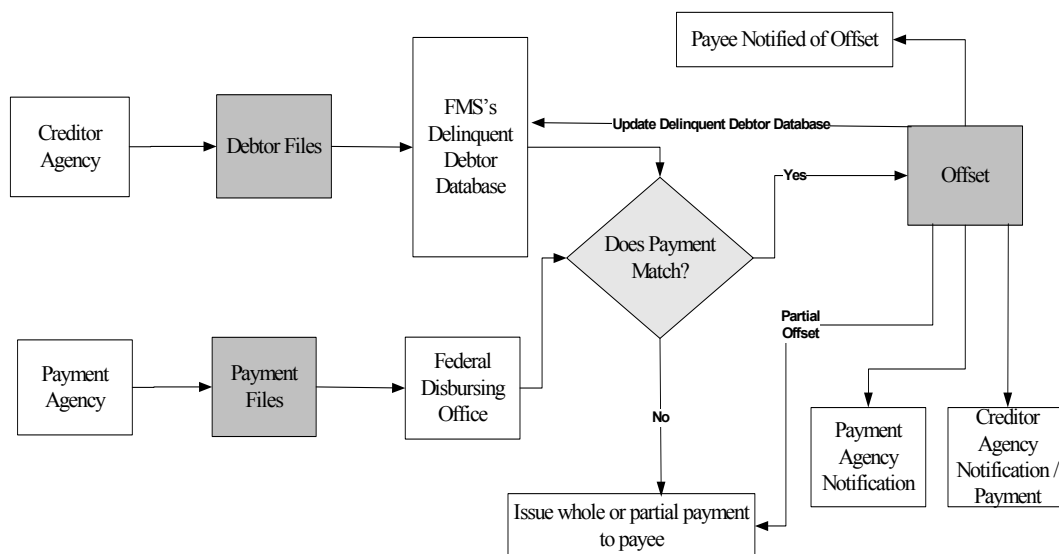 Payee Notified of Offset
Creditor
Agency
Debtor Files
FMS's
Delinquent
Debtor
Database
Update Delinquent Debtor Database
Offset
Yes
Does Payment
Match?
Partial
Offset
Payment
Agency
Payment
Files
Federal
Disbursing
Office
No
Payment
Agency
Notification
Creditor
Agency
Notification /
Payment
Issue whole or partial payment
to payee